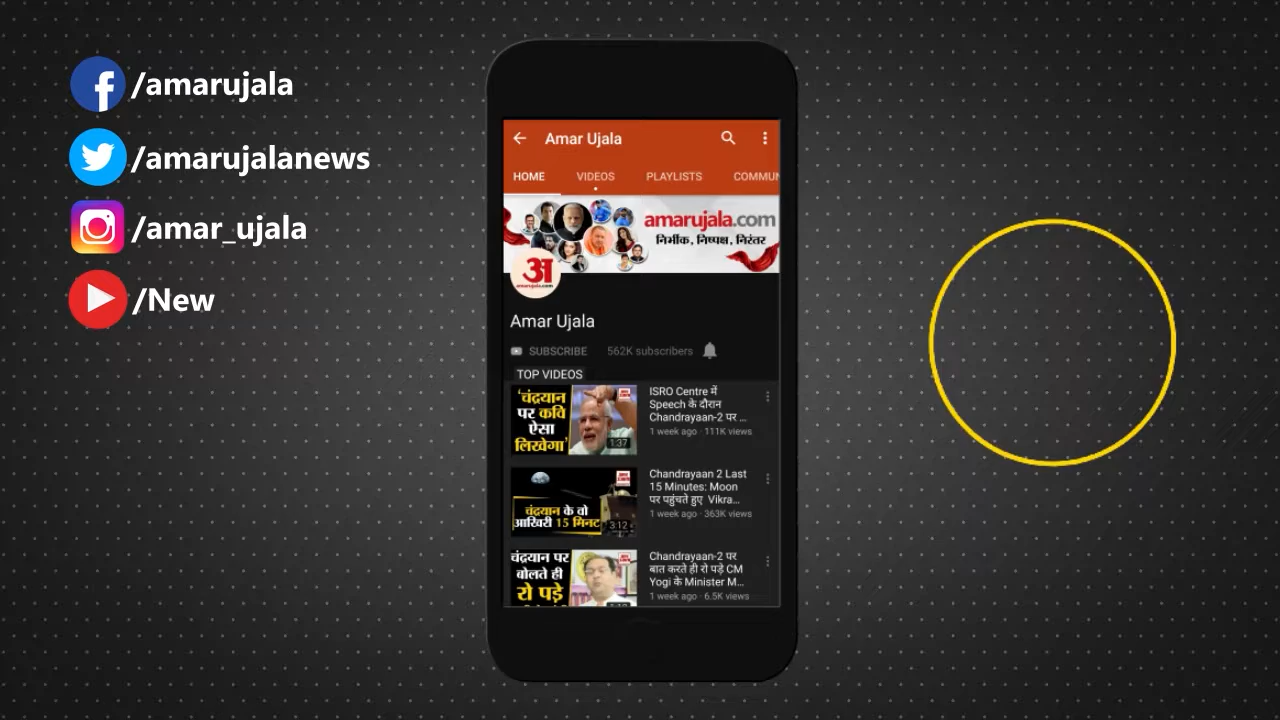 /amarujala
/amarujalanews
/amar_ujala
/New
Amar Ujala
HOME VIDEOS PLAYLISTS COMMUN
amarujala.com
निर्भीक, निष्पक्ष, निरंतर
अ
amarujala.com
Amar Ujala
SUBSCRIBE 562K subscribers
TOP VIDEOS
'चंद्रयान
पर कवि
ऐसा
लिखेगा'
1:37
ISRO Centre में
Speech के दौरान
Chandrayaan-2 पर ...
1 week ago · 111K views
चंद्रयान के वो
आखिरी 15 मिनट
3:12
Chandrayaan 2 Last
15 Minutes: Moon
पर पहुंचते हुए Vikra...
1 week ago · 363K views
चंद्रयान पर
बोलते ही
रो पड़े
Chandrayaan-2 पर
बात करते ही रो पड़े CM
Yogi के Minister M...
1 week ago · 6.5K views